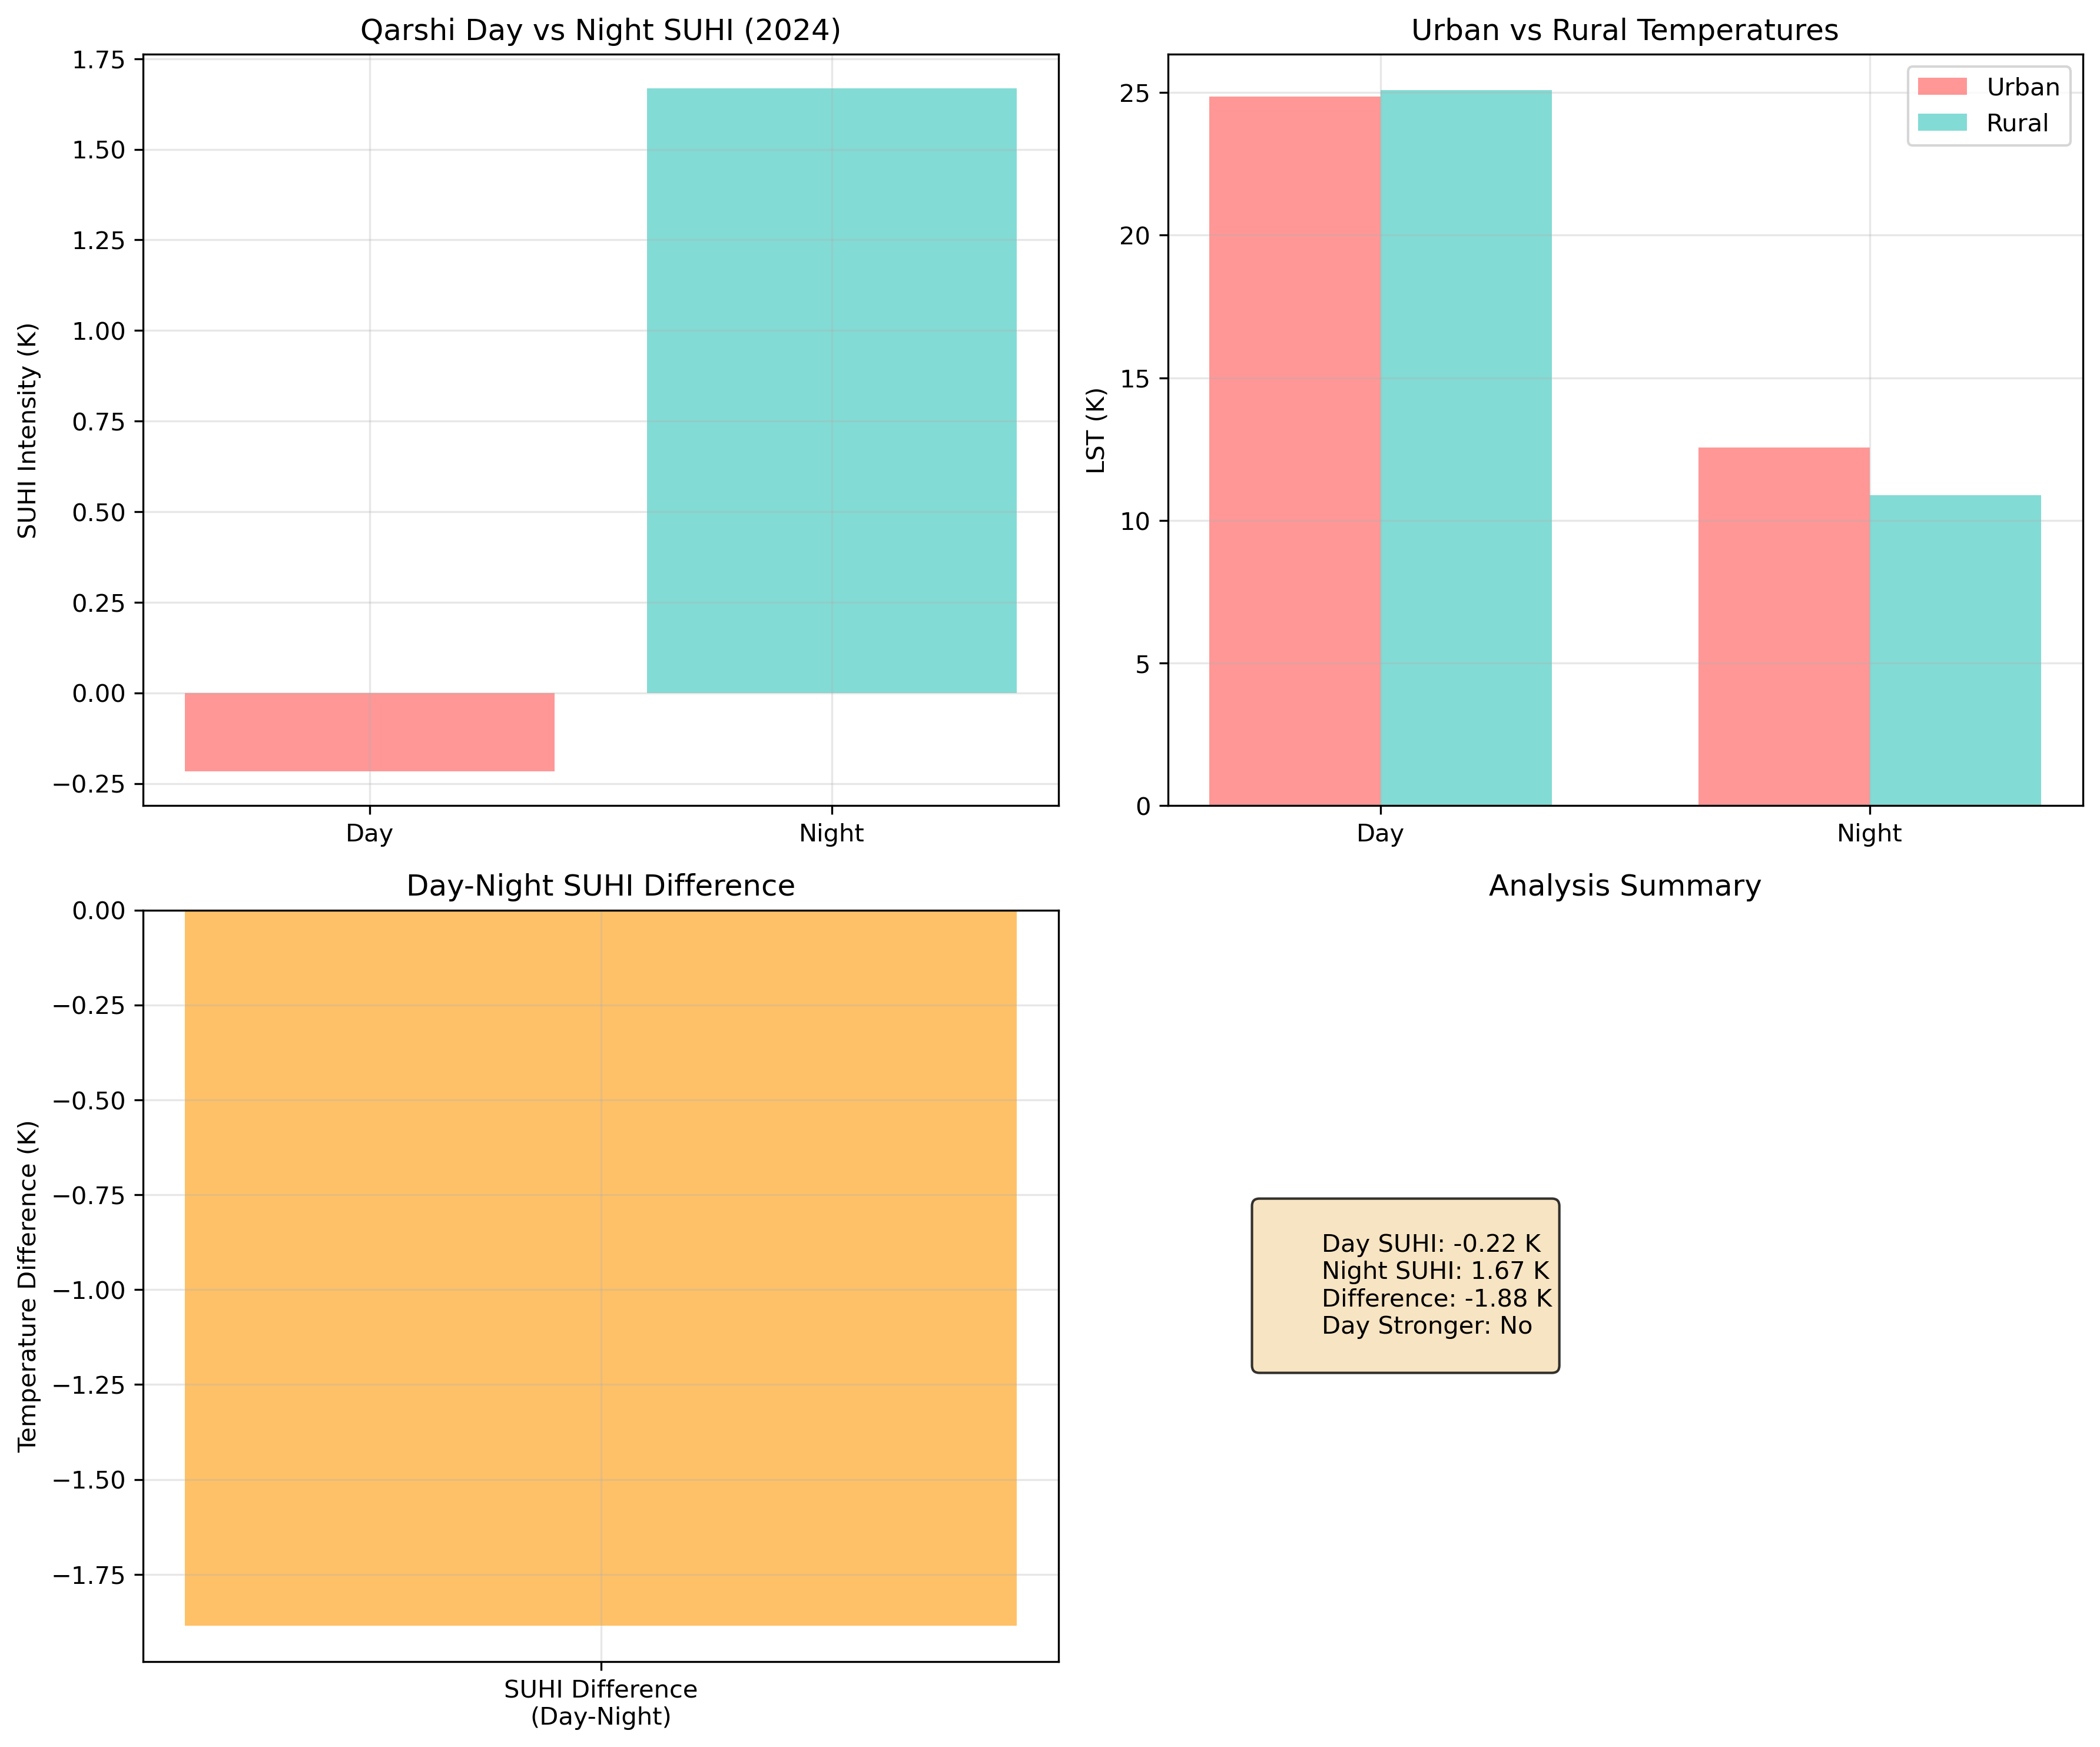 Qarshi Day vs Night SUHI (2024)
SUHI Intensity (K)
1.75
1.50
1.25
1.00
0.75
0.50
0.25
0.00
−0.25
Day
Night
Urban vs Rural Temperatures
LST (K)
25
20
15
10
5
0
Urban
Rural
Day
Night
Day-Night SUHI Difference
Temperature Difference (K)
0.00
−0.25
−0.50
−0.75
−1.00
−1.25
−1.50
−1.75
SUHI Difference
(Day-Night)
Analysis Summary
Day SUHI: -0.22 K
Night SUHI: 1.67 K
Difference: -1.88 K
Day Stronger: No